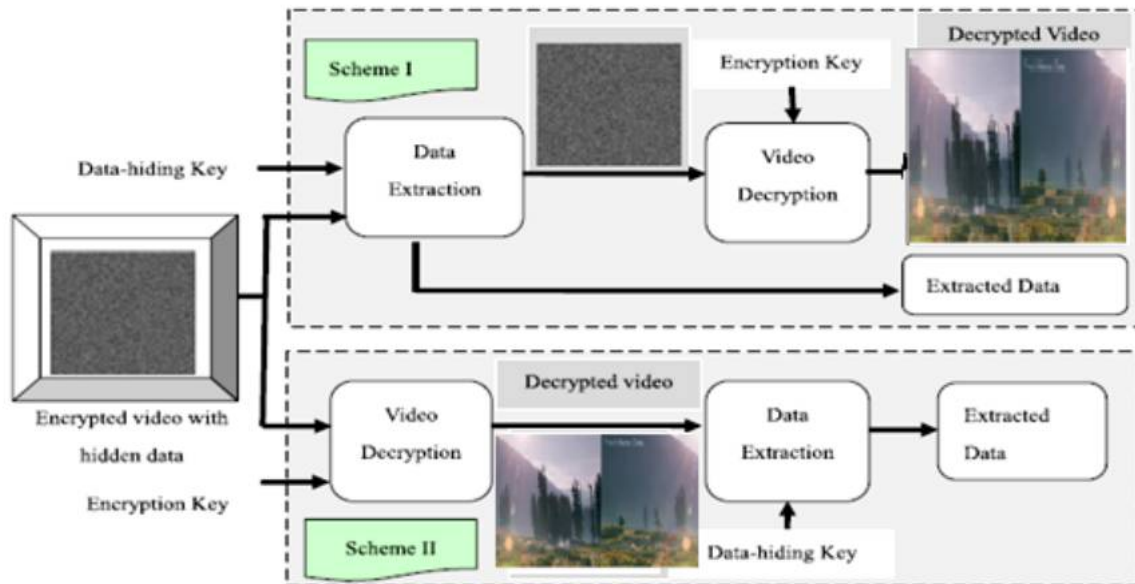 Scheme I
Decrypted Video
Encryption Key
Data
Extraction
Video
Decryption
Data-hiding Key
Extracted Data
Encrypted video with
hidden data
Encryption Key
Video
Decryption
Decrypted video
Data
Extraction
Extracted
Data
Scheme II
Data-hiding Key